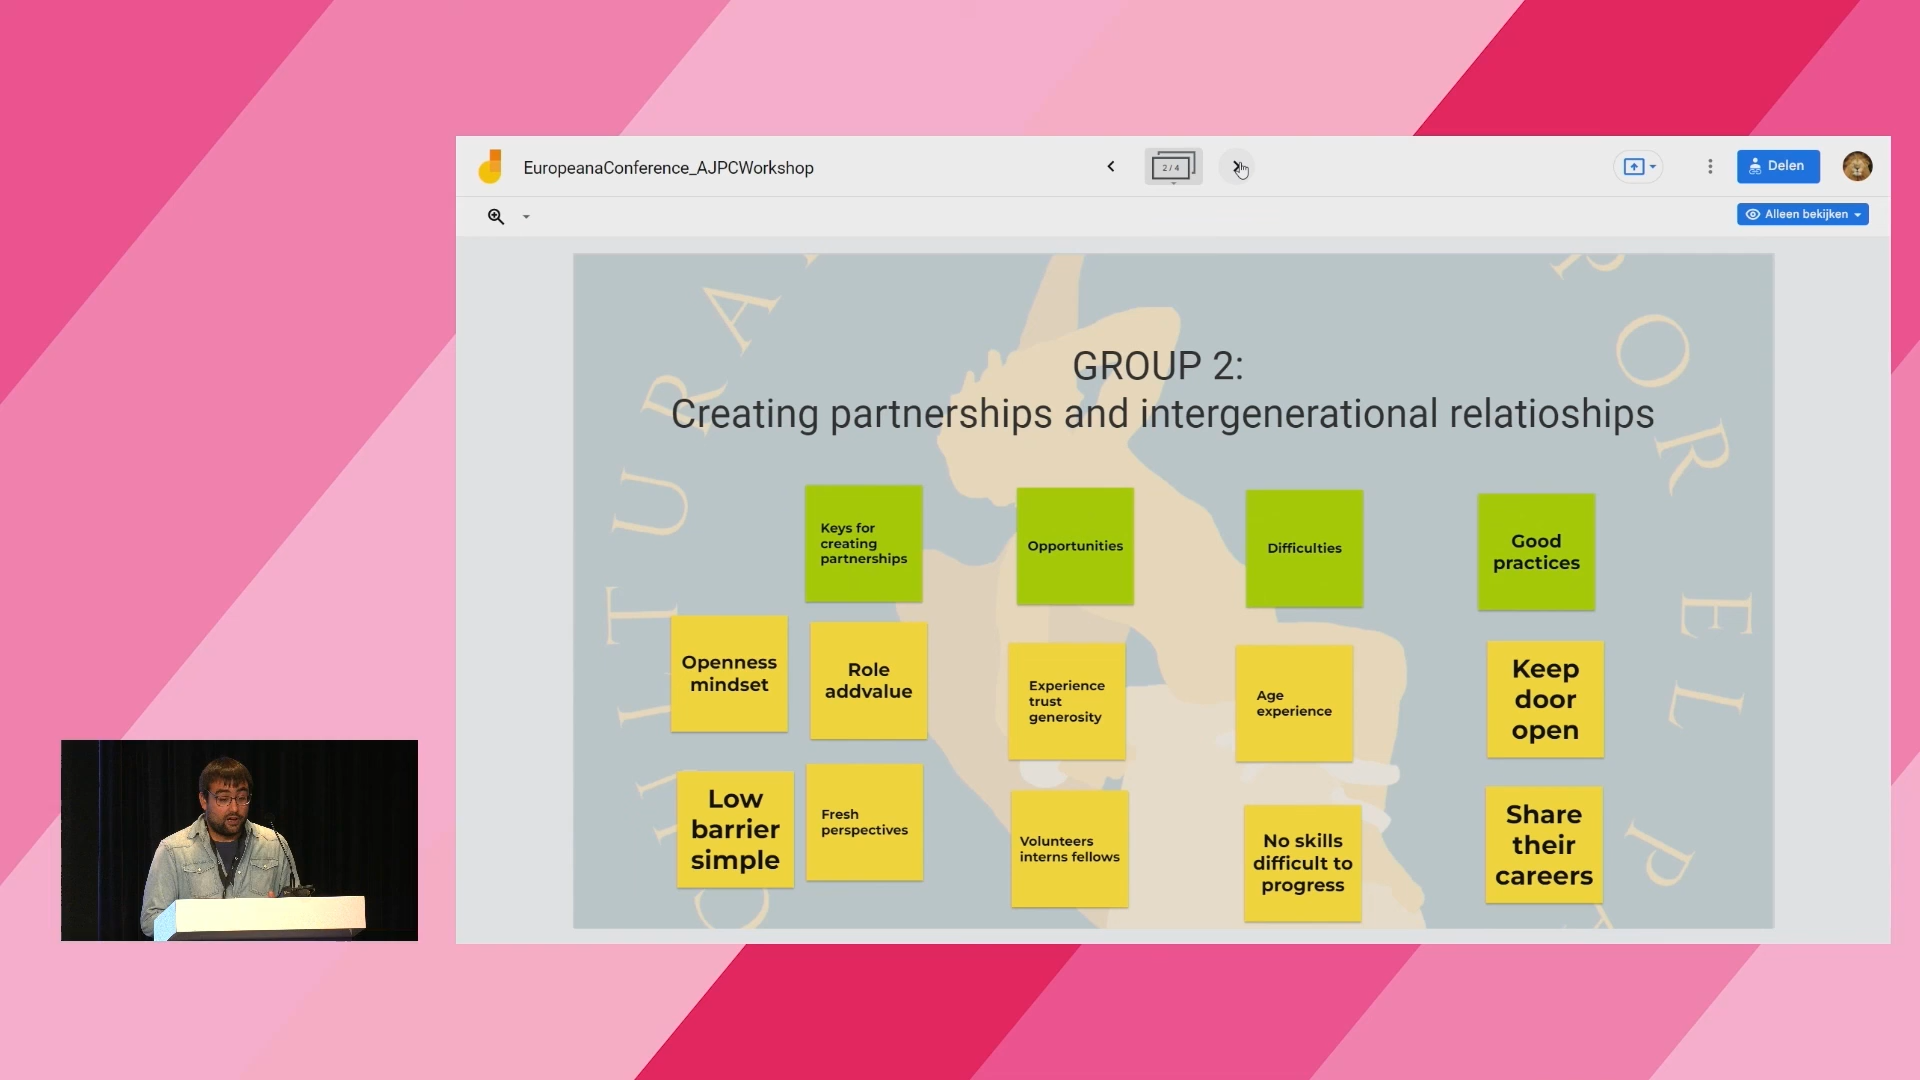 EuropeanaConference_AJPCWorkshop
2 / 4
Delen
Alleen bekijken
GROUP 2:
Creating partnerships and intergenerational relatioships
Keys for
creating
partnerships
Opportunities
Difficulties
Good
practices
Openness
mindset
Role
addvalue
Experience
trust
generosity
Age
experience
Keep
door
open
Low
barrier
simple
Fresh
perspectives
Volunteers
interns fellows
No skills
difficult to
progress
Share
their
careers